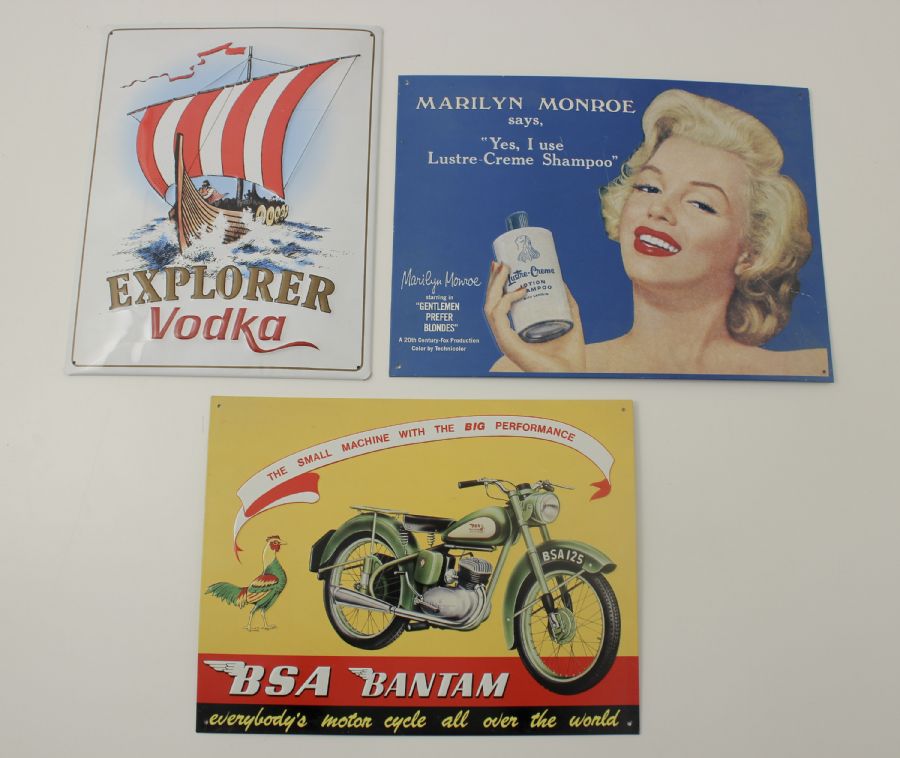 EXPLORER
Vodka
MARILYN MONROE
says,
"Yes, I use
Lustre-Creme Shampoo"
Lustre-Creme
LOTION
SHAMPOO
Marilyn Monroe
starring in
"GENTLEMEN
PREFER
BLONDES"
A 20th Century-Fox Production
Color by Technicolor
THE SMALL MACHINE WITH THE BIG PERFORMANCE
BSA
BSA 125
BSA BANTAM
everybody's motor cycle all over the world